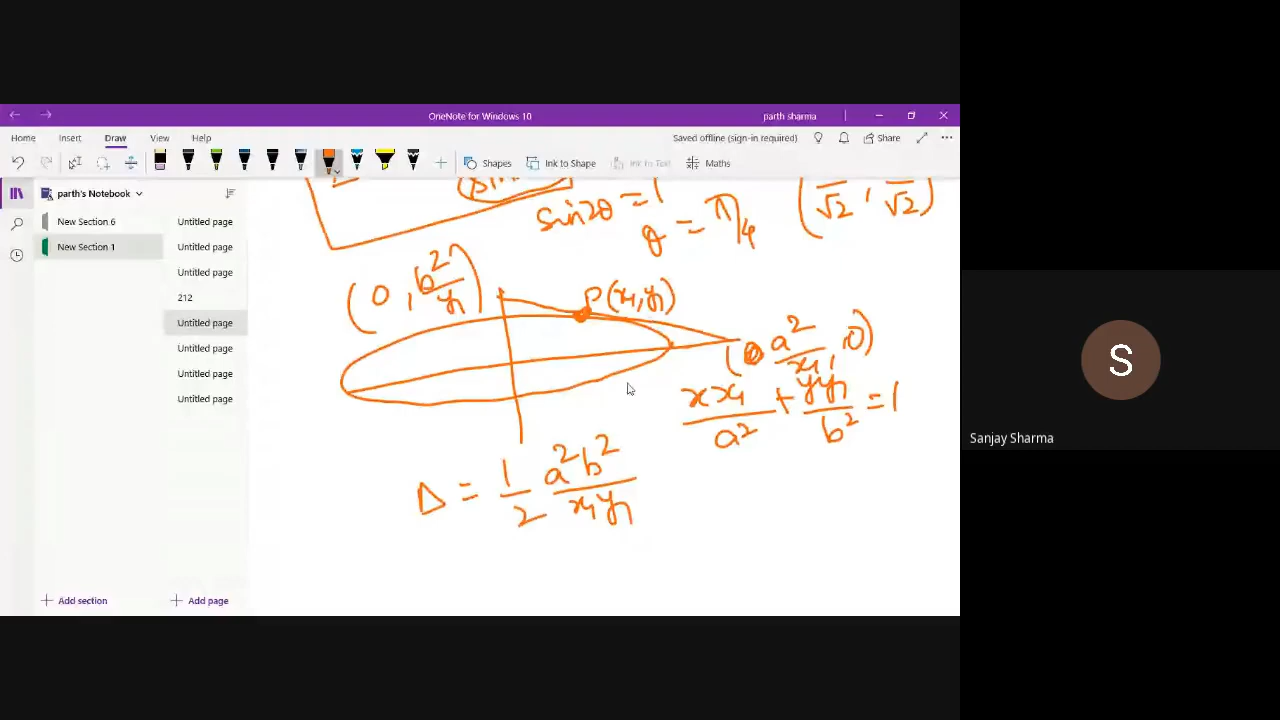 OneNote for Windows 10
parth sharma
Home Insert Draw View Help
Saved offline (sign-in required)
Share
Shapes
Ink to Shape
Ink to Text
Maths
parth's Notebook
New Section 6
New Section 1
Untitled page
Untitled page
Untitled page
212
Untitled page
Untitled page
Untitled page
Untitled page
Add section
Add page
sin2θ = 1
θ = π/4
(0, b²/y₁)
P(x₁,y₁)
(a²/x₁, 0)
xx₁/a² + yy₁/b² = 1
Δ = 1/2 a²b²/x₁y₁
S
Sanjay Sharma